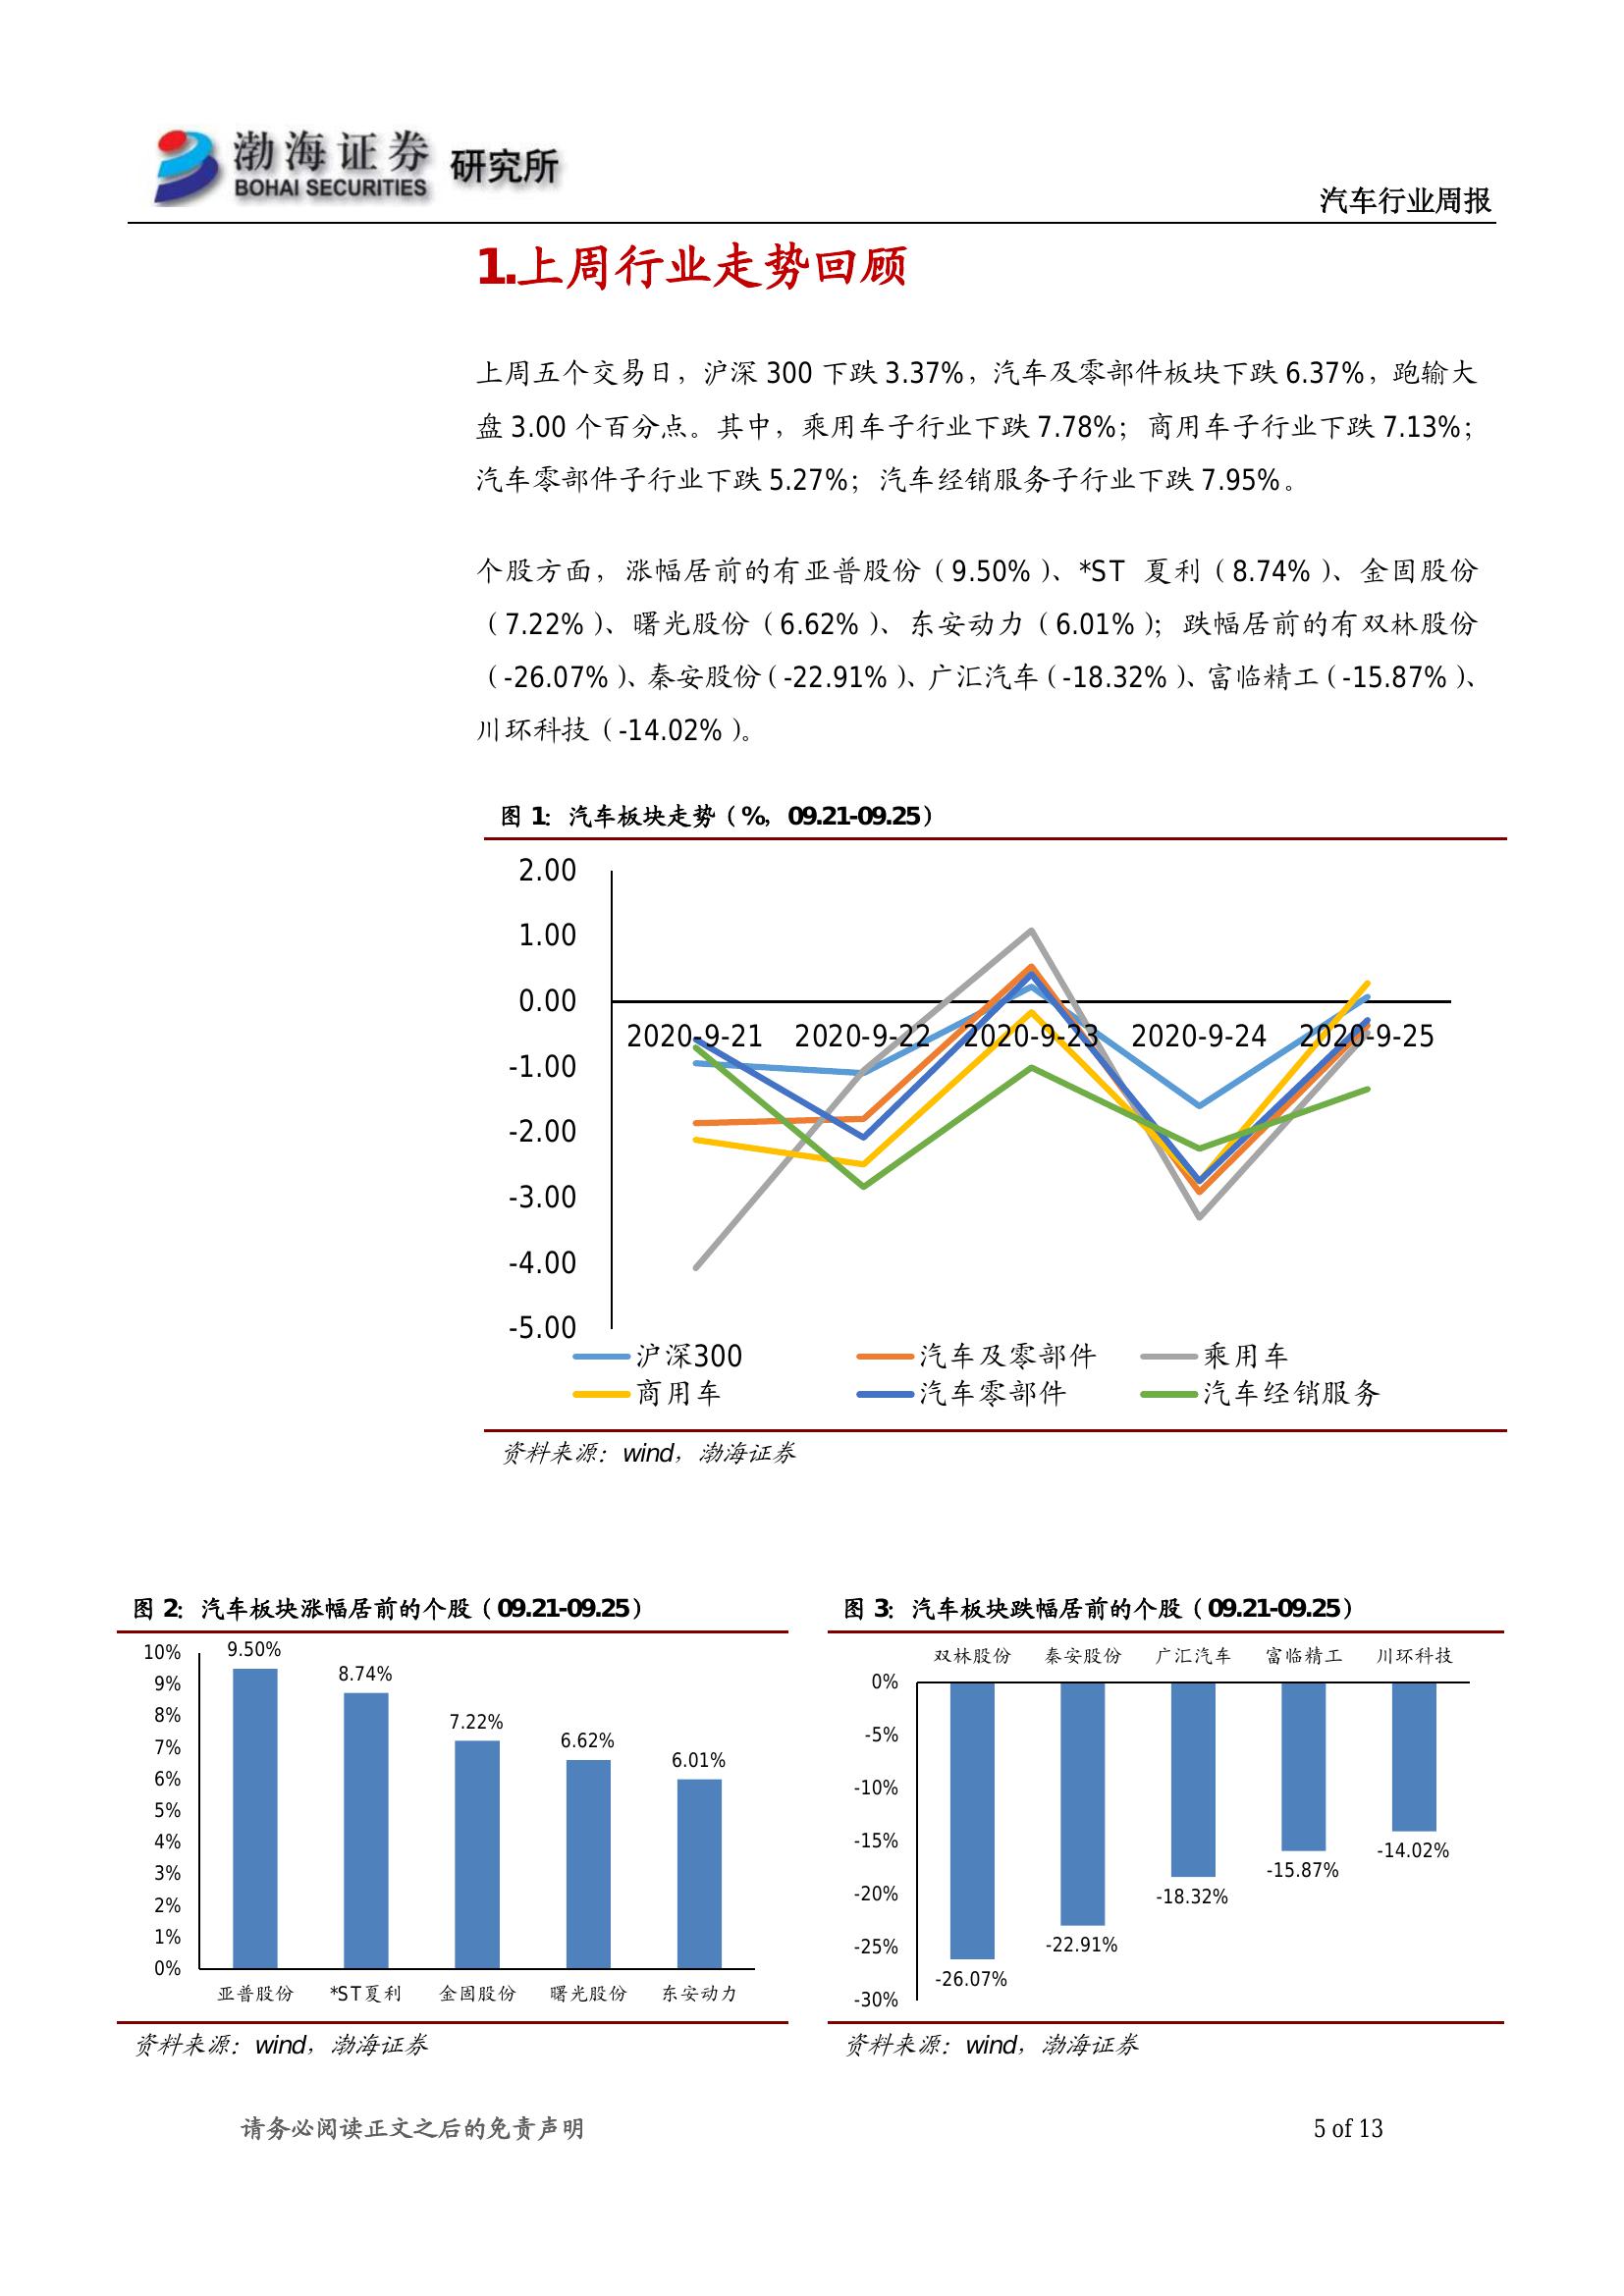 渤海证券 研究所
BOHAI SECURITIES
汽车行业周报
1.上周行业走势回顾
上周五个交易日，沪深 300 下跌 3.37%，汽车及零部件板块下跌 6.37%，跑输大
盘 3.00 个百分点。其中，乘用车子行业下跌 7.78%；商用车子行业下跌 7.13%；
汽车零部件子行业下跌 5.27%；汽车经销服务子行业下跌 7.95%。
个股方面，涨幅居前的有亚普股份（9.50%）、*ST 夏利（8.74%）、金固股份
（7.22%）、曙光股份（6.62%）、东安动力（6.01%）；跌幅居前的有双林股份
（-26.07%）、秦安股份（-22.91%）、广汇汽车（-18.32%）、富临精工（-15.87%）、
川环科技（-14.02%）。
图 1：汽车板块走势（%，09.21-09.25）
2.00
1.00
0.00
2020-9-21 2020-9-22 2020-9-23 2020-9-24 2020-9-25
-1.00
-2.00
-3.00
-4.00
-5.00
沪深300 汽车及零部件 乘用车
商用车 汽车零部件 汽车经销服务
资料来源：wind，渤海证券
图 2：汽车板块涨幅居前的个股（09.21-09.25）
10%
9%
8%
7%
6%
5%
4%
3%
2%
1%
0%
9.50%
8.74%
7.22%
6.62%
6.01%
亚普股份 *ST夏利 金固股份 曙光股份 东安动力
资料来源：wind，渤海证券
图 3：汽车板块跌幅居前的个股（09.21-09.25）
双林股份 秦安股份 广汇汽车 富临精工 川环科技
0%
-5%
-10%
-15%
-20%
-25%
-30%
-26.07%
-22.91%
-18.32%
-15.87%
-14.02%
资料来源：wind，渤海证券
请务必阅读正文之后的免责声明
5 of 13